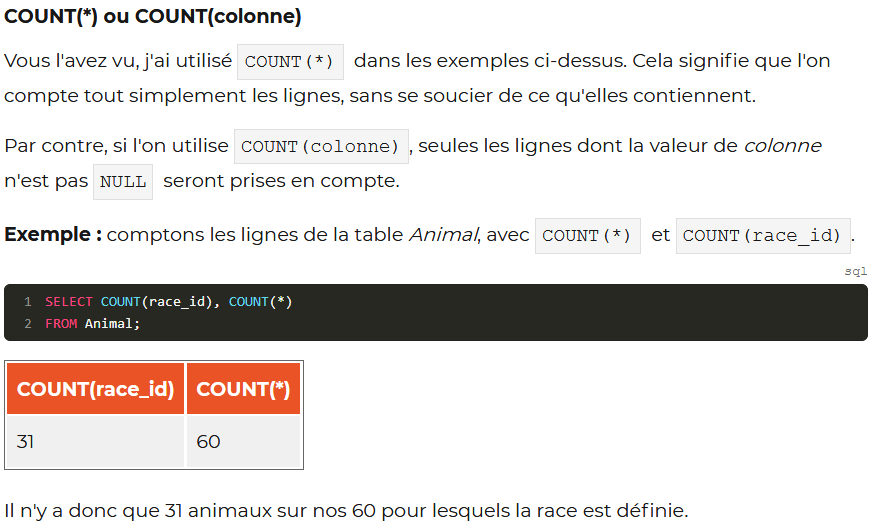 COUNT(*) ou COUNT(colonne)
Vous l'avez vu, j'ai utilisé COUNT(*) dans les exemples ci-dessus. Cela signifie que l'on
compte tout simplement les lignes, sans se soucier de ce qu'elles contiennent.
Par contre, si l'on utilise COUNT(colonne), seules les lignes dont la valeur de colonne
n'est pas NULL seront prises en compte.
Exemple : comptons les lignes de la table Animal, avec COUNT(*) et COUNT(race_id).
sql
1 SELECT COUNT(race_id), COUNT(*)
2 FROM Animal;
COUNT(race_id) COUNT(*)
31 60
Il n'y a donc que 31 animaux sur nos 60 pour lesquels la race est définie.